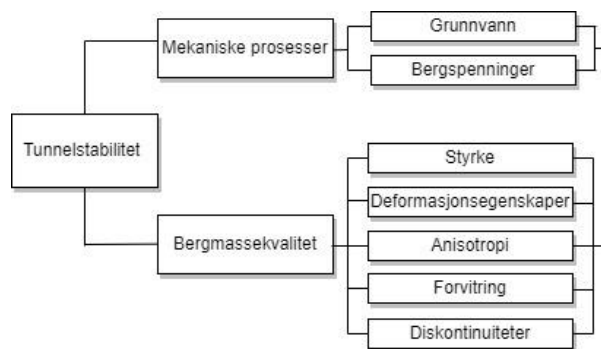 Tunnelstabilitet
Mekaniske prosesser
Grunnvann
Bergspenninger
Bergmassekvalitet
Styrke
Deformasjonsegenskaper
Anisotropi
Forvitring
Diskontinuiteter